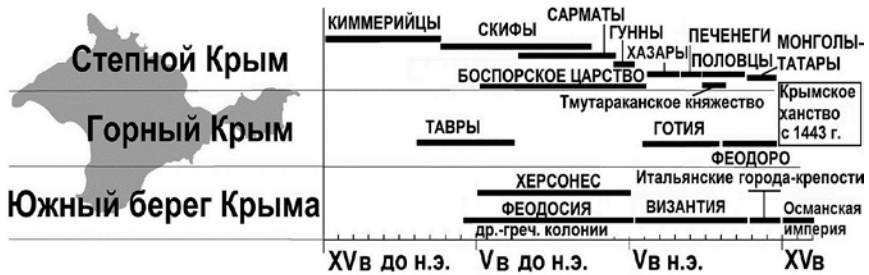 КИММЕРИЙЦЫ
СКИФЫ
САРМАТЫ
ГУННЫ
ХАЗАРЫ
ПЕЧЕНЕГИ
ПОЛОВЦЫ
МОНГОЛЫ-
ТАТАРЫ
Степной Крым
БОСПОРСКОЕ ЦАРСТВО
Тмутараканское княжество
Крымское
ханство
с 1443 г.
Горный Крым
ТАВРЫ
ГОТИЯ
ФЕОДОРО
Южный берег Крыма
ХЕРСОНЕС
Итальянские города-крепости
ФЕОДОСИЯ
др.-греч. колонии
ВИЗАНТИЯ
Османская
империя
XVв до н.э.
Vв до н.э.
Vв н.э.
XVв